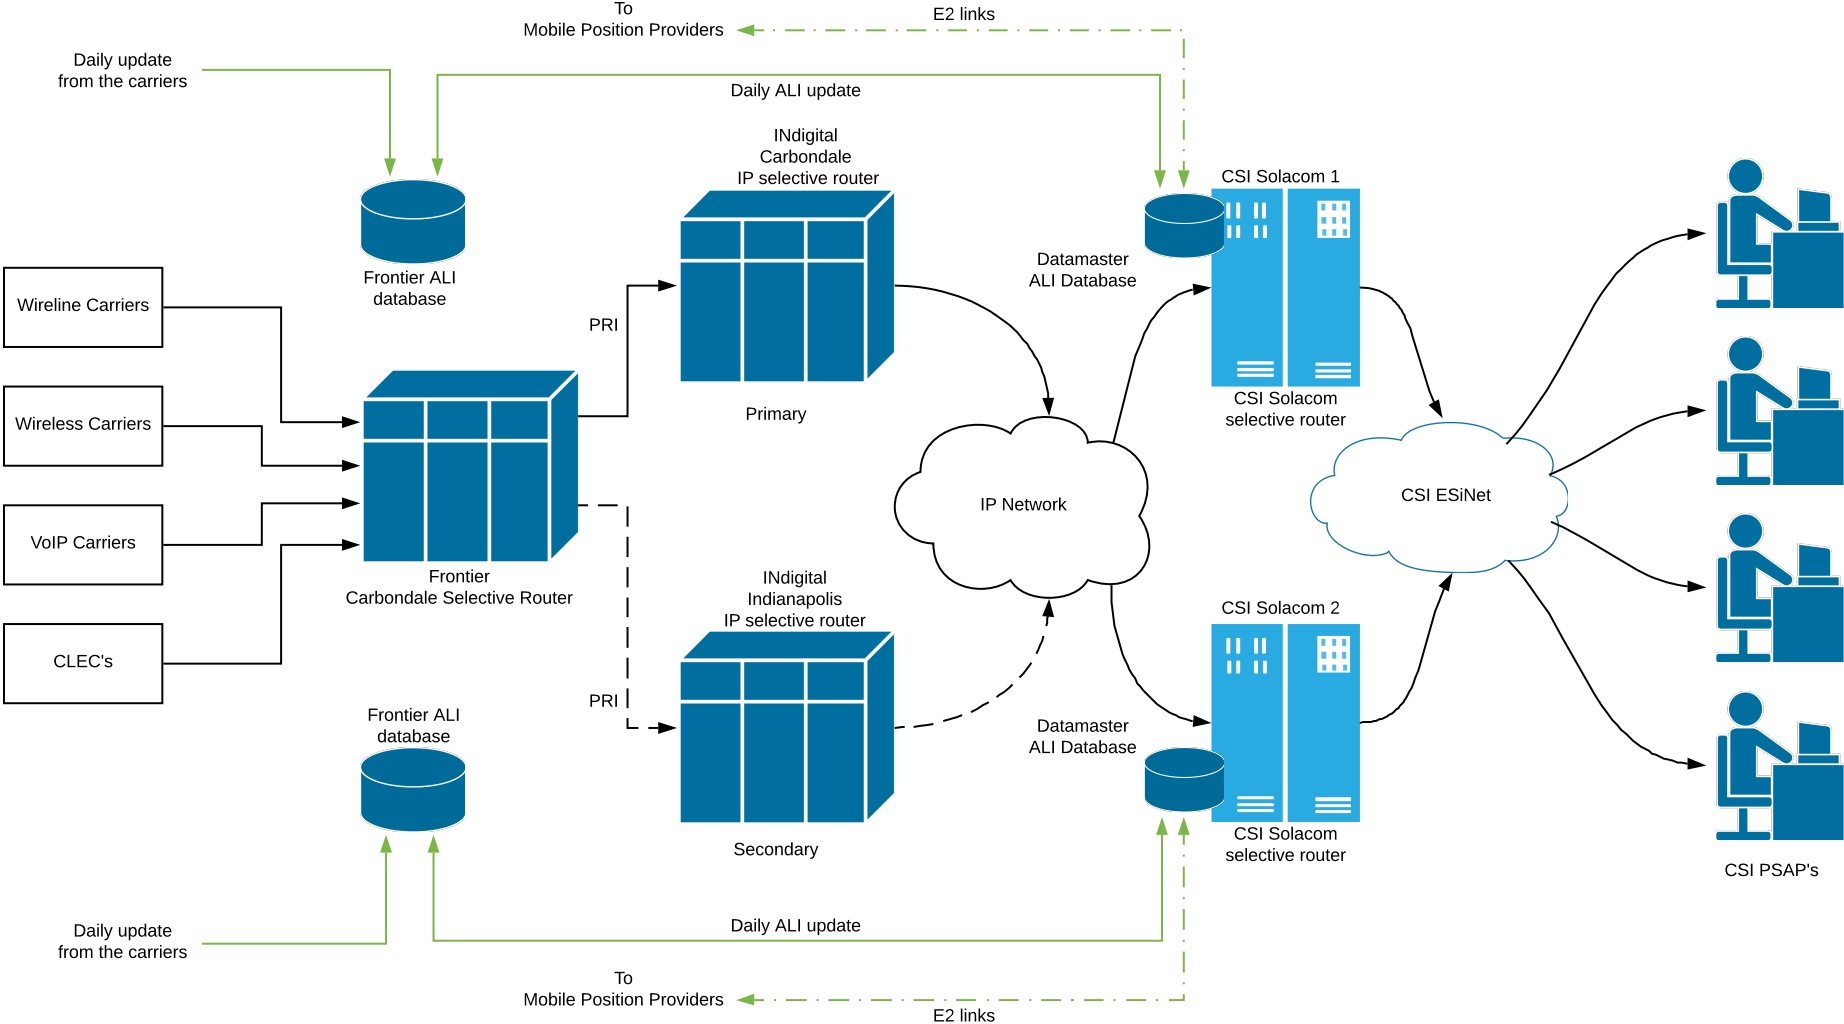 To
Mobile Position Providers
E2 links
Daily update
from the carriers
Daily ALI update
INdigital
Carbondale
IP selective router
CSI Solacom 1
Frontier ALI
database
Datamaster
ALI Database
Wireline Carriers
PRI
Primary
CSI Solacom
selective router
Wireless Carriers
IP Network
CSI ESiNet
VoIP Carriers
Frontier
Carbondale Selective Router
INdigital
Indianapolis
IP selective router
CSI Solacom 2
CLEC's
PRI
Frontier ALI
database
Datamaster
ALI Database
Secondary
CSI Solacom
selective router
CSI PSAP's
Daily update
from the carriers
Daily ALI update
To
Mobile Position Providers
E2 links